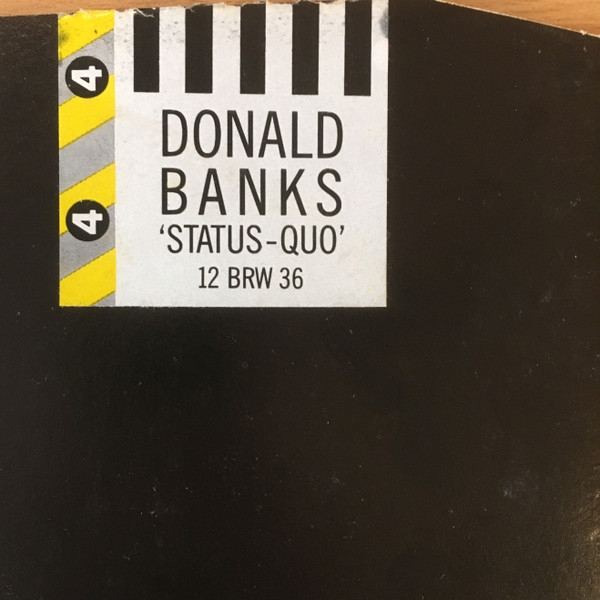 4
4
DONALD
BANKS
‘STATUS-QUO’
12 BRW 36